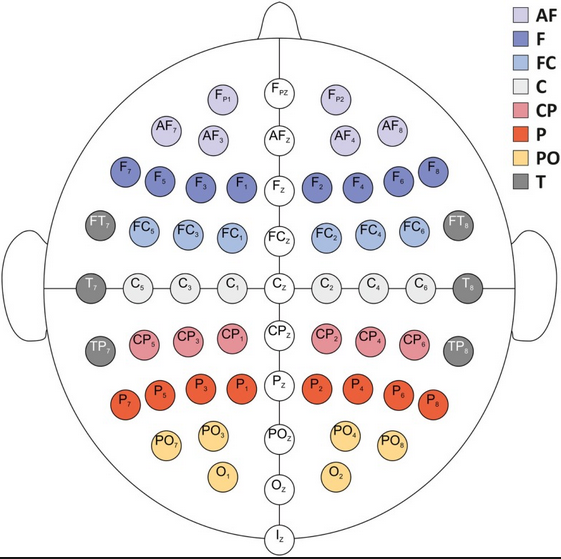 AF
F
FC
C
CP
P
PO
T
FP1 FPZ FP2
AF7 AF3 AFZ AF4 AF8
F7 F5 F3 F1 FZ F2 F4 F6 F8
FT7 FC5 FC3 FC1 FCZ FC2 FC4 FC6 FT8
T7 C5 C3 C1 CZ C2 C4 C6 T8
TP7 CP5 CP3 CP1 CPZ CP2 CP4 CP6 TP8
P7 P5 P3 P1 PZ P2 P4 P6 P8
PO7 PO3 POZ PO4 PO8
O1 OZ O2
IZ